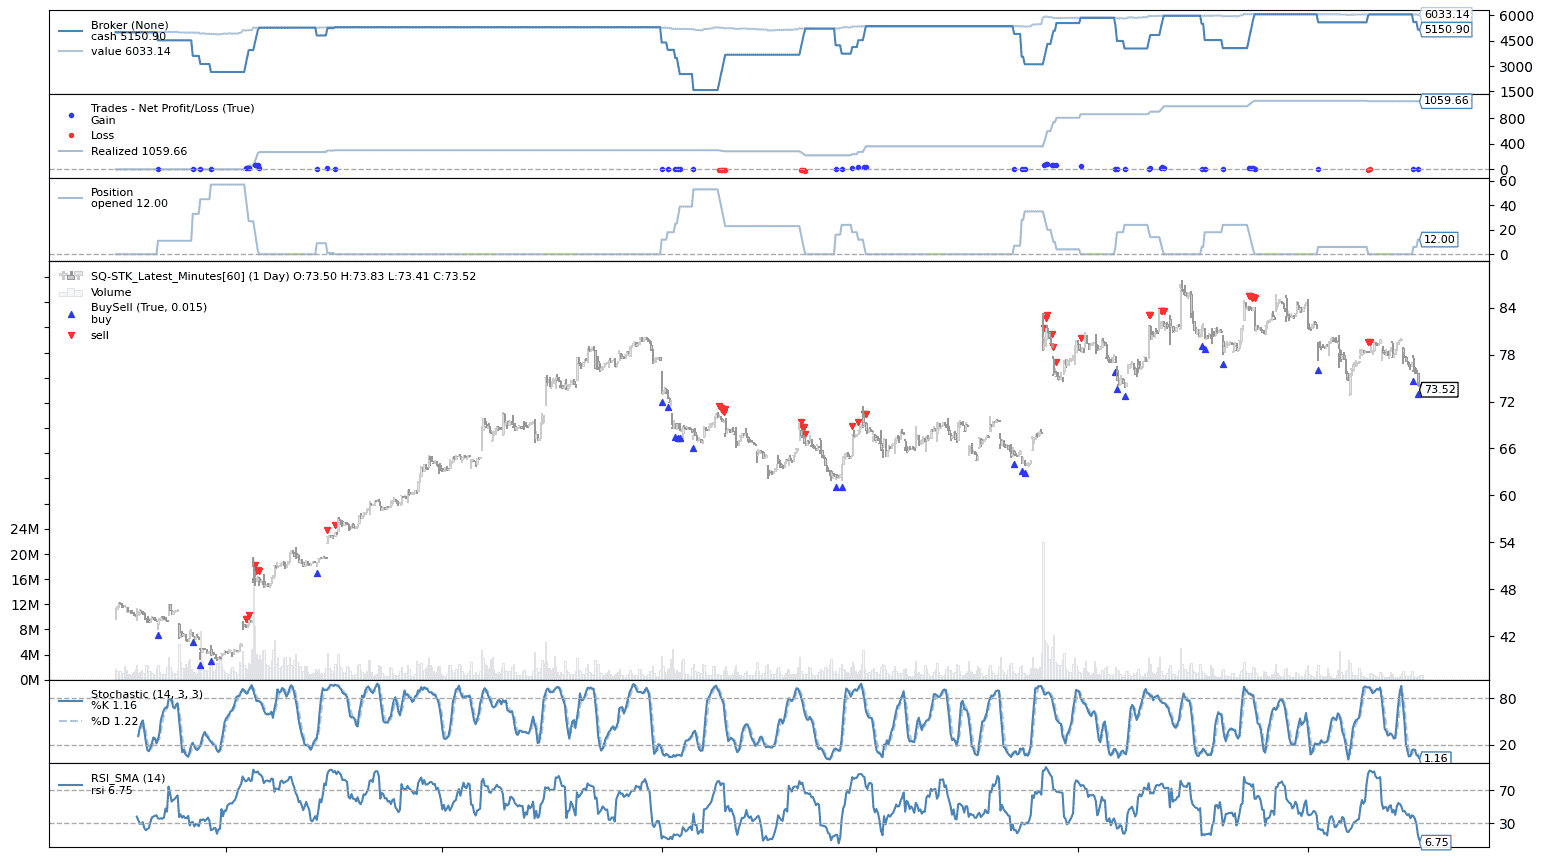 Broker (None)
cash 5150.90
value 6033.14
6033.14
5150.90
6000
4500
3000
1500
Trades - Net Profit/Loss (True)
Gain
Loss
Realized 1059.66
1059.66
800
400
0
Position
opened 12.00
60
40
20
0
12.00
SQ-STK_Latest_Minutes[60] (1 Day) O:73.50 H:73.83 L:73.41 C:73.52
Volume
BuySell (True, 0.015)
buy
sell
84
78
72
66
60
54
48
42
73.52
24M
20M
16M
12M
8M
4M
0M
Stochastic (14, 3, 3)
%K 1.16
%D 1.22
80
20
1.16
RSI_SMA (14)
rsi 6.75
70
30
6.75